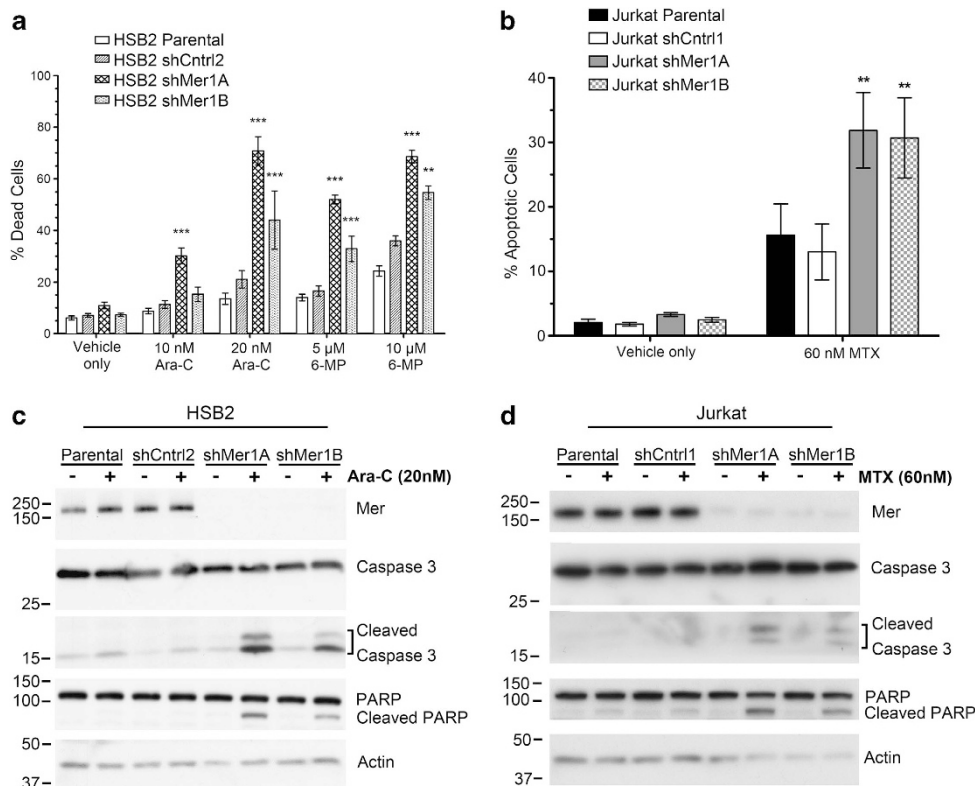 a
HSB2 Parental
HSB2 shCntrl2
HSB2 shMer1A
HSB2 shMer1B
% Dead Cells
100
80
60
40
20
0
***
***
***
***
***
***
**
Vehicle only
10 nM Ara-C
20 nM Ara-C
5 µM 6-MP
10 µM 6-MP
b
Jurkat Parental
Jurkat shCntrl1
Jurkat shMer1A
Jurkat shMer1B
% Apoptotic Cells
40
30
20
10
0
**
**
Vehicle only
60 nM MTX
c
HSB2
Parental shCntrl2 shMer1A shMer1B
- + - + - + - + Ara-C (20nM)
250
150
Mer
Caspase 3
25
Cleaved
Caspase 3
15
150
100
PARP
Cleaved PARP
50
Actin
37
d
Jurkat
Parental shCntrl1 shMer1A shMer1B
- + - + - + - + MTX (60nM)
250
150
Mer
Caspase 3
25
Cleaved
Caspase 3
15
150
100
PARP
Cleaved PARP
50
Actin
37